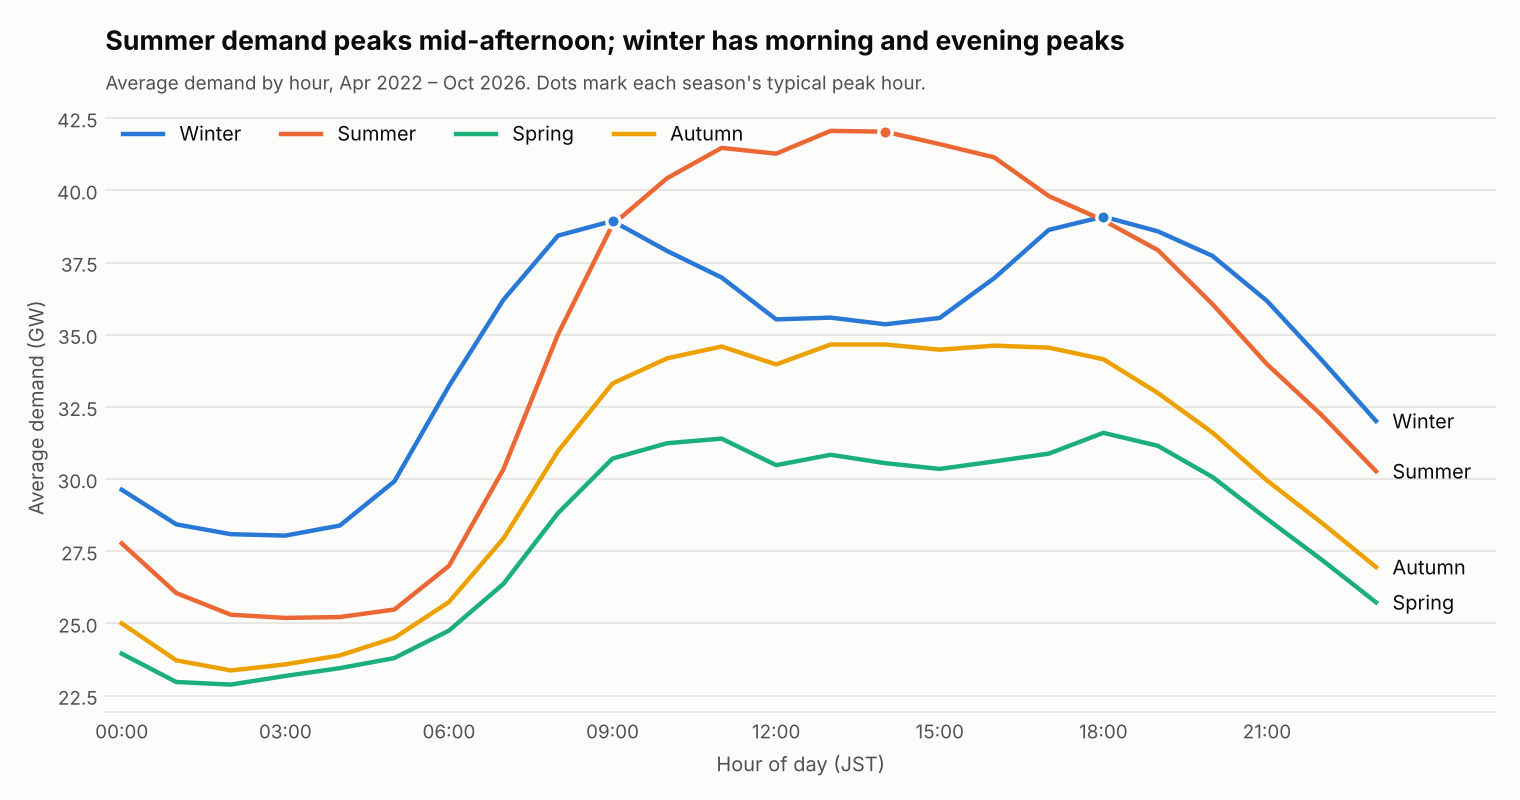 Summer demand peaks mid-afternoon; winter has morning and evening peaks
Average demand by hour, Apr 2022 – Oct 2026. Dots mark each season's typical peak hour.
Winter Summer Spring Autumn
42.5
40.0
37.5
35.0
32.5
30.0
27.5
25.0
22.5
Average demand (GW)
Winter
Summer
Autumn
Spring
00:00 03:00 06:00 09:00 12:00 15:00 18:00 21:00
Hour of day (JST)